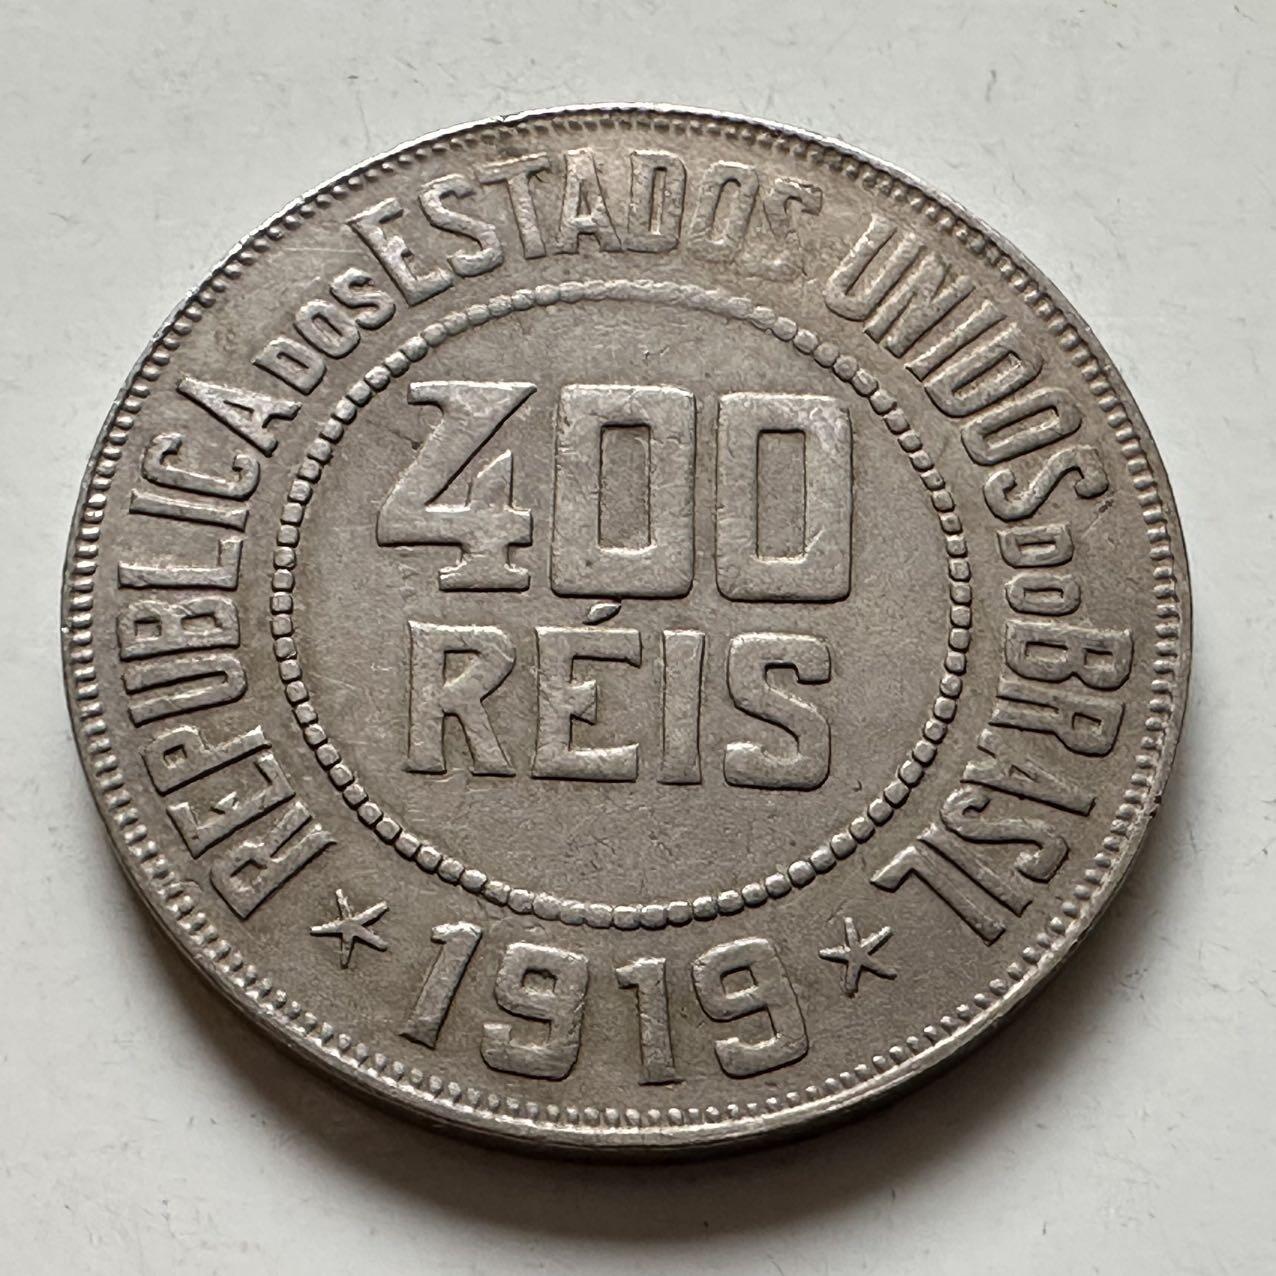 REPUBLICA DOS ESTADOS UNIDOS DO BRASIL
400
RÉIS
1919